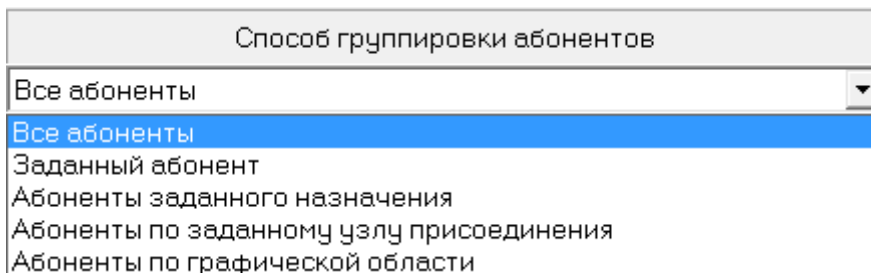 Способ группировки абонентов
Все абоненты
Все абоненты
Заданный абонент
Абоненты заданного назначения
Абоненты по заданному узлу присоединения
Абоненты по графической области